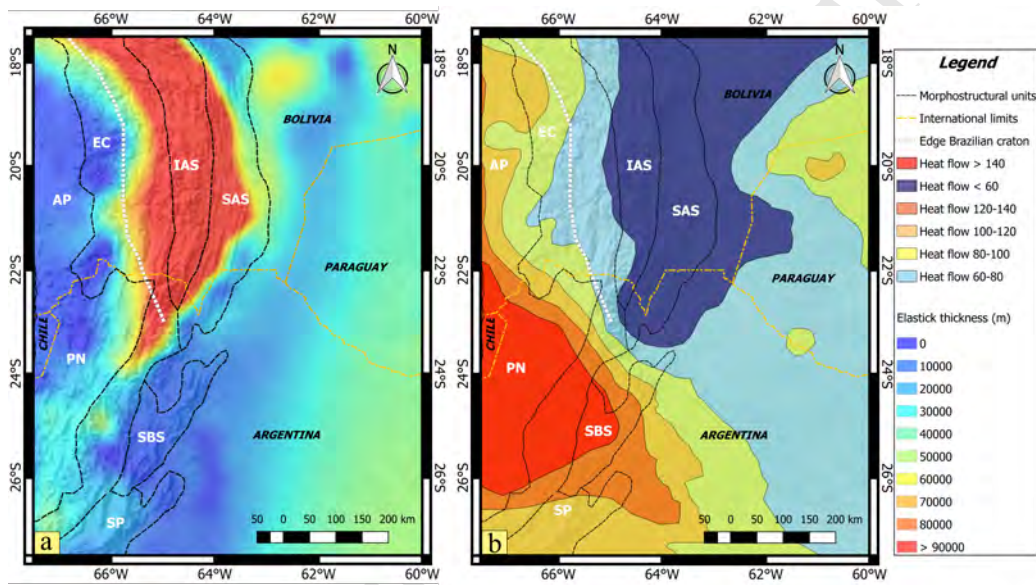 66°W 64°W 62°W 60°W
66°W 64°W 62°W 60°W
18°S 20°S 22°S 24°S 26°S
18°S 20°S 22°S 24°S 26°S
18°S 20°S 22°S 24°S 26°S
N
BOLIVIA
EC
IAS
AP
SAS
PARAGUAY
CHILE
PN
SBS
ARGENTINA
SP
50 0 50 100 150 200 km
a
66°W 64°W 62°W 60°W
N
BOLIVIA
EC
AP
IAS
SAS
PARAGUAY
CHILE
PN
SBS
ARGENTINA
SP
50 0 50 100 150 200 km
b
66°W 64°W 62°W 60°W
Legend
Morphostructural units
International limits
Edge Brazilian craton
Heat flow > 140
Heat flow < 60
Heat flow 120-140
Heat flow 100-120
Heat flow 80-100
Heat flow 60-80
Elastick thickness (m)
0
10000
20000
30000
40000
50000
60000
70000
80000
> 90000